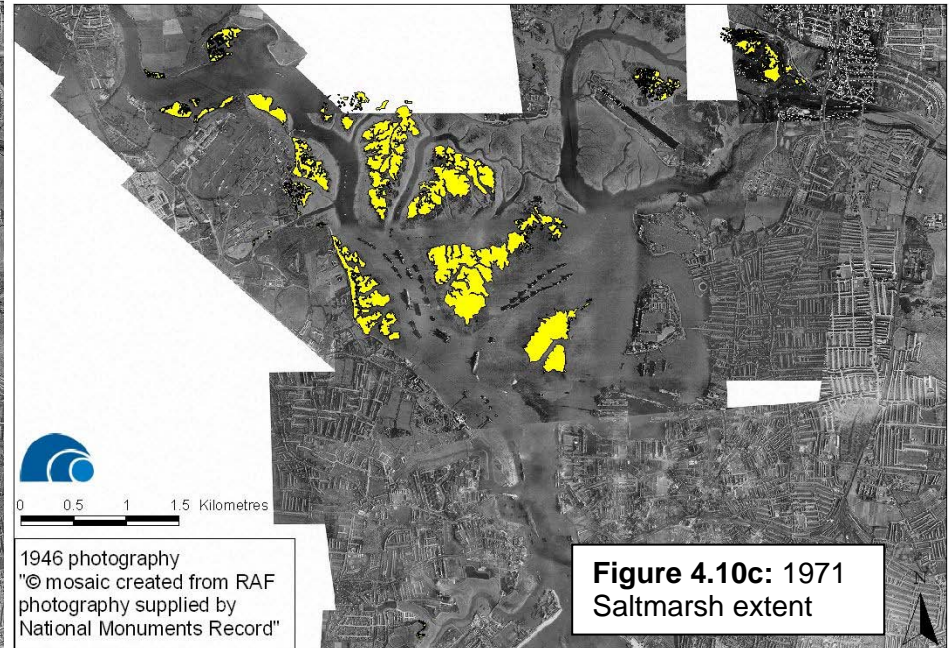 0 0.5 1 1.5 Kilometres
1946 photography
"© mosaic created from RAF
photography supplied by
National Monuments Record"
Figure 4.10c: 1971
Saltmarsh extent
N